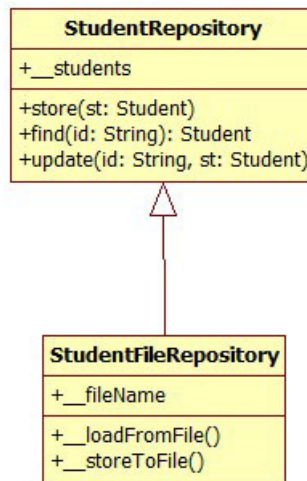 StudentRepository
+__students
+store(st: Student)
+find(id: String): Student
+update(id: String, st: Student)
StudentFileRepository
+__fileName
+__loadFromFile()
+__storeToFile()